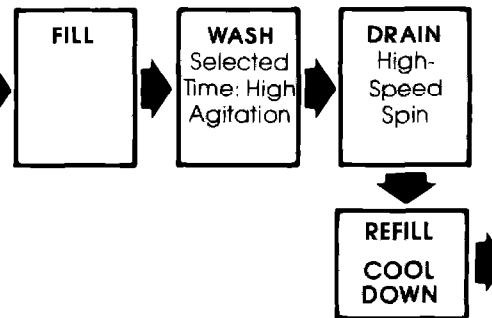 FILL
WASH
Selected
Time: High
Agitation
DRAIN
High-
Speed
Spin
REFILL
COOL
DOWN